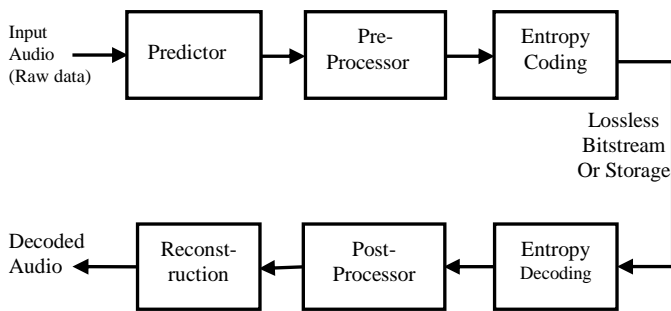 Input
Audio
(Raw data)
Predictor
Pre-
Processor
Entropy
Coding
Lossless
Bitstream
Or Storage
Decoded
Audio
Reconst-
ruction
Post-
Processor
Entropy
Decoding